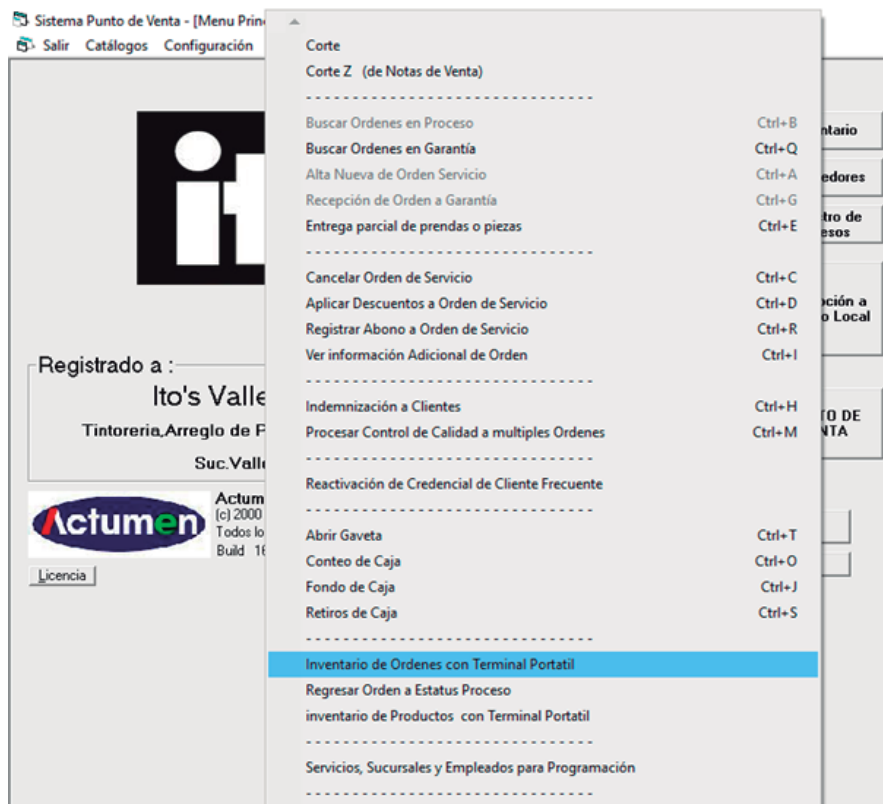 Sistema Punto de Venta - [Menu Prin
Salir Catálogos Configuración
Corte
Corte Z (de Notas de Venta)
- - - - - - - - - - - - - - - - - - - - - - - - - - - - - - -
Buscar Ordenes en Proceso Ctrl+B
Buscar Ordenes en Garantía Ctrl+Q
Alta Nueva de Orden Servicio Ctrl+A
Recepción de Orden a Garantía Ctrl+G
Entrega parcial de prendas o piezas Ctrl+E
- - - - - - - - - - - - - - - - - - - - - - - - - - - - - - -
Cancelar Orden de Servicio Ctrl+C
Aplicar Descuentos a Orden de Servicio Ctrl+D
Registrar Abono a Orden de Servicio Ctrl+R
Ver información Adicional de Orden Ctrl+I
- - - - - - - - - - - - - - - - - - - - - - - - - - - - - - -
Indemnización a Clientes Ctrl+H
Procesar Control de Calidad a multiples Ordenes Ctrl+M
- - - - - - - - - - - - - - - - - - - - - - - - - - - - - - -
Reactivación de Credencial de Cliente Frecuente
- - - - - - - - - - - - - - - - - - - - - - - - - - - - - - -
Abrir Gaveta Ctrl+T
Conteo de Caja Ctrl+O
Fondo de Caja Ctrl+J
Retiros de Caja Ctrl+S
- - - - - - - - - - - - - - - - - - - - - - - - - - - - - - -
Inventario de Ordenes con Terminal Portatil
Regresar Orden a Estatus Proceso
inventario de Productos con Terminal Portatil
- - - - - - - - - - - - - - - - - - - - - - - - - - - - - - -
Servicios, Sucursales y Empleados para Programación
- - - - - - - - - - - - - - - - - - - - - - - - - - - - - - -
it
Registrado a :
Ito's Valle
Tintoreria,Arreglo de P
Suc.Valle
Actumen
Actum
(c) 2000
Todos lo
Build 16
Licencia
ntario
edores
tro de
esos
ción a
o Local
TO DE
NTA